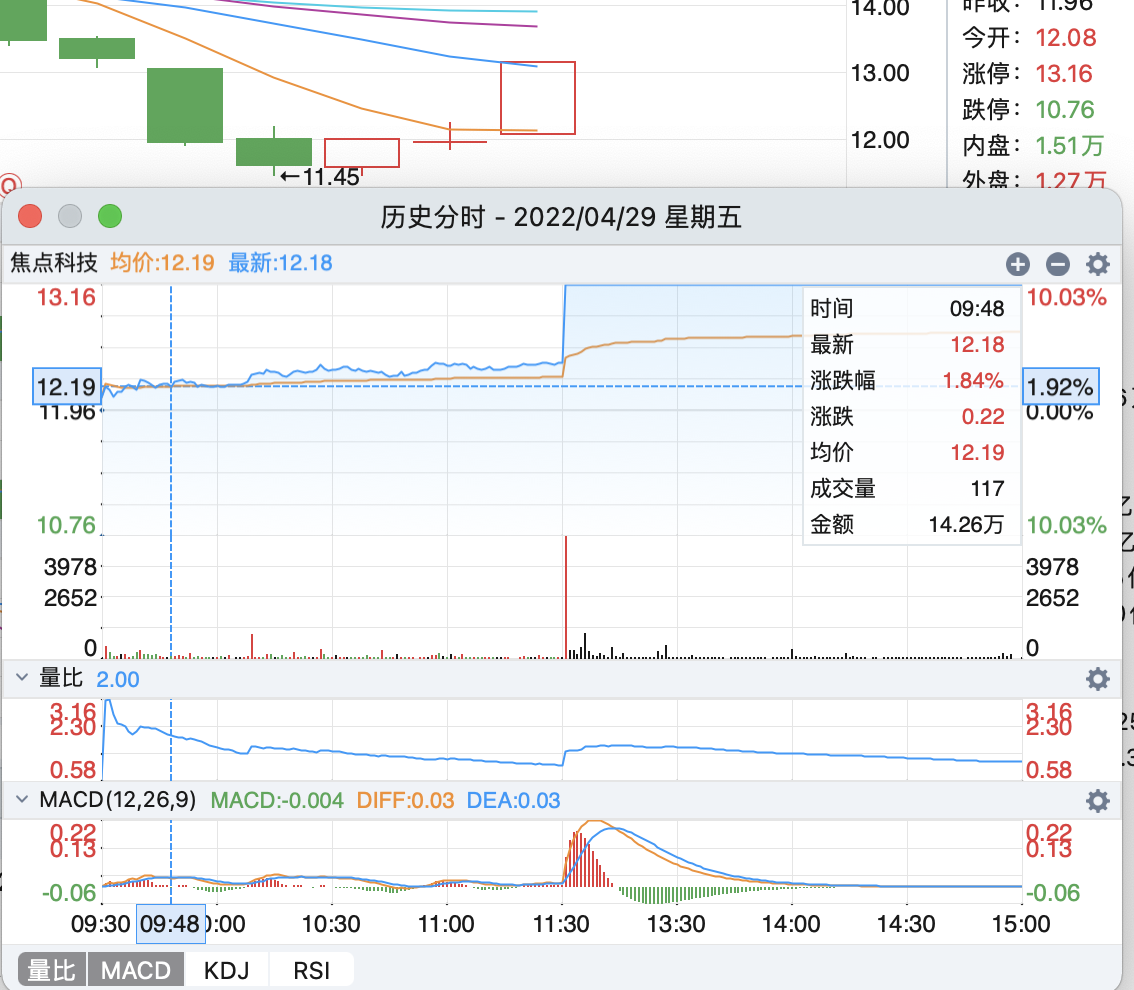 14.00
昨收： 11.96
今开： 12.08
涨停： 13.16
13.00
跌停： 10.76
12.00
内盘： 1.51万
外盘： 1.27万
←11.45
Q
历史分时 - 2022/04/29 星期五
焦点科技 均价:12.19 最新:12.18
13.16 10.03%
时间 09:48
最新 12.18
涨跌幅 1.84%
12.19 1.92%
11.96 0.00%
涨跌 0.22
均价 12.19
成交量 117
金额 14.26万
10.76 10.03%
3978 3978
2652 2652
0 0
量比 2.00
3.16 3.16
2.30 2.30
0.58 0.58
MACD(12,26,9) MACD:-0.004 DIFF:0.03 DEA:0.03
0.22 0.22
0.13 0.13
-0.06 -0.06
09:30 09:48 0:00 10:30 11:00 11:30 13:30 14:00 14:30 15:00
量比 MACD KDJ RSI